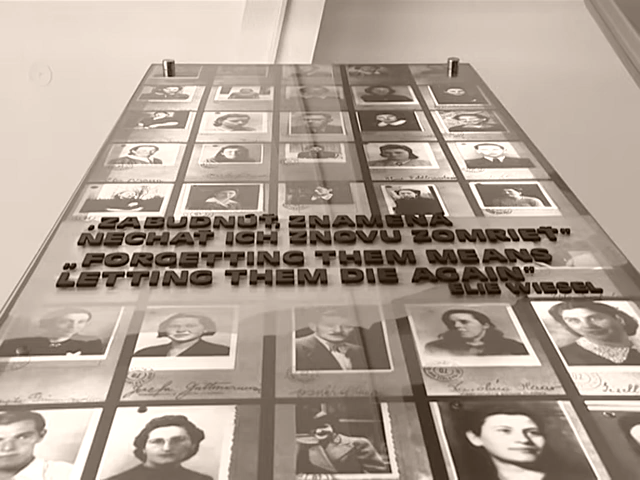 „ZABUDNÚŤ, ZNAMENÁ
NECHAŤ ICH ZNOVU ZOMRIEŤ"
„FORGETTING THEM MEANS
LETTING THEM DIE AGAIN"
ELIE WIESEL